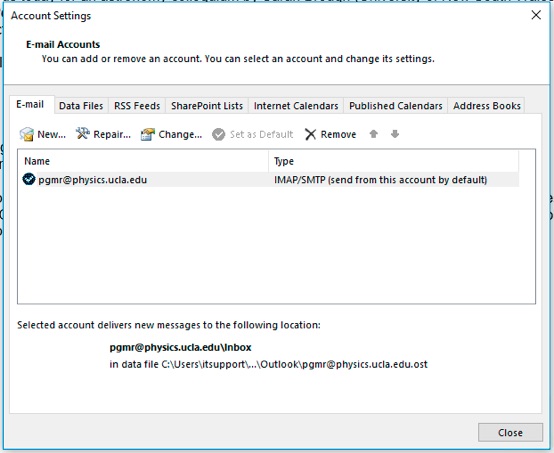 Account Settings
E-mail Accounts
You can add or remove an account. You can select an account and change its settings.
E-mail Data Files RSS Feeds SharePoint Lists Internet Calendars Published Calendars Address Books
New... Repair... Change... Set as Default Remove
Name Type
pgmr@physics.ucla.edu IMAP/SMTP (send from this account by default)
Selected account delivers new messages to the following location:
pgmr@physics.ucla.edu\Inbox
in data file C:\Users\itsupport\...\Outlook\pgmr@physics.ucla.edu.ost
Close